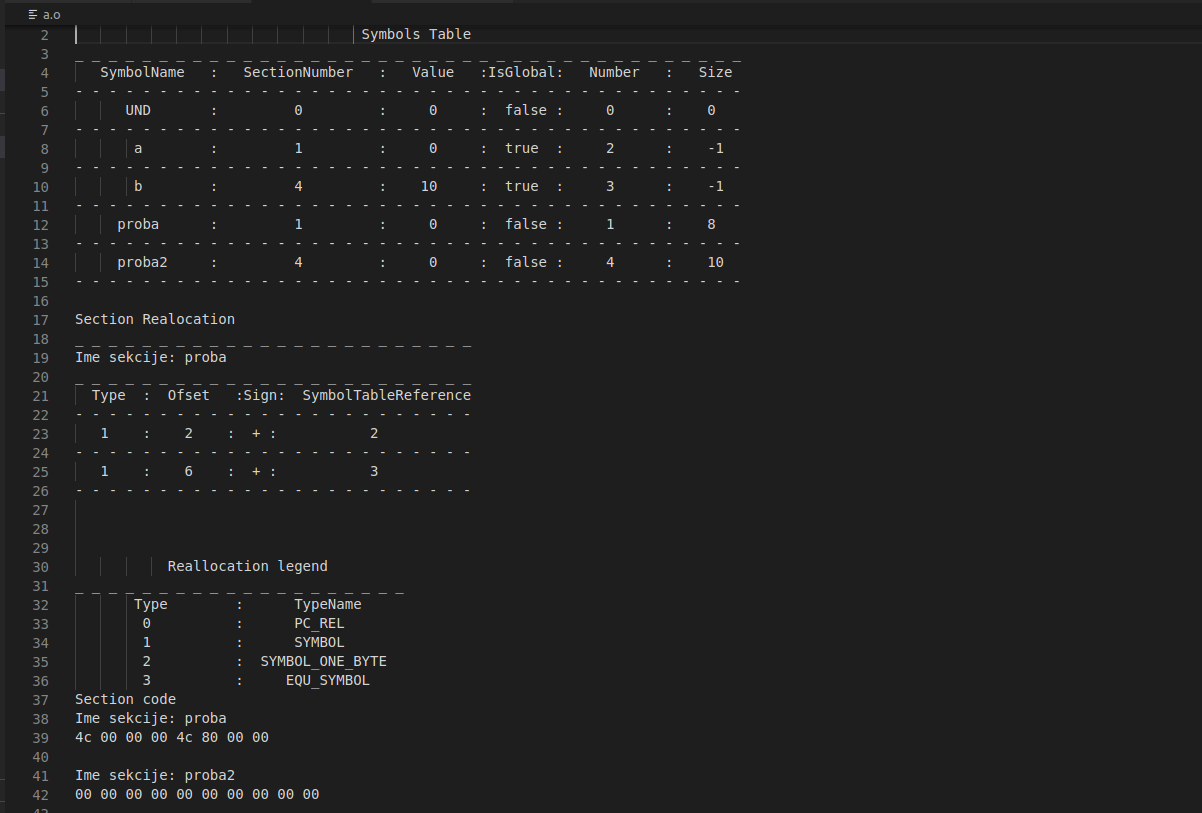 a.o
2 Symbols Table
3 _ _ _ _ _ _ _ _ _ _ _ _ _ _ _ _ _ _ _ _ _ _ _ _ _ _ _ _ _ _ _ _ _ _ _ _ _ _ _ _
4 SymbolName : SectionNumber : Value :IsGlobal: Number : Size
5 - - - - - - - - - - - - - - - - - - - - - - - - - - - - - - - - - - - - - - - -
6 UND : 0 : 0 : false : 0 : 0
7 - - - - - - - - - - - - - - - - - - - - - - - - - - - - - - - - - - - - - - - -
8 a : 1 : 0 : true : 2 : -1
9 - - - - - - - - - - - - - - - - - - - - - - - - - - - - - - - - - - - - - - - -
10 b : 4 : 10 : true : 3 : -1
11 - - - - - - - - - - - - - - - - - - - - - - - - - - - - - - - - - - - - - - - -
12 proba : 1 : 0 : false : 1 : 8
13 - - - - - - - - - - - - - - - - - - - - - - - - - - - - - - - - - - - - - - - -
14 proba2 : 4 : 0 : false : 4 : 10
15 - - - - - - - - - - - - - - - - - - - - - - - - - - - - - - - - - - - - - - - -
16
17 Section Realocation
18 _ _ _ _ _ _ _ _ _ _ _ _ _ _ _ _ _ _ _ _ _ _ _ _
19 Ime sekcije: proba
20 _ _ _ _ _ _ _ _ _ _ _ _ _ _ _ _ _ _ _ _ _ _ _ _
21 Type : Ofset :Sign: SymbolTableReference
22 - - - - - - - - - - - - - - - - - - - - - - - -
23 1 : 2 : + : 2
24 - - - - - - - - - - - - - - - - - - - - - - - -
25 1 : 6 : + : 3
26 - - - - - - - - - - - - - - - - - - - - - - - -
27
28
29
30 Reallocation legend
31 _ _ _ _ _ _ _ _ _ _ _ _ _ _ _ _ _ _ _ _
32 Type : TypeName
33 0 : PC_REL
34 1 : SYMBOL
35 2 : SYMBOL_ONE_BYTE
36 3 : EQU_SYMBOL
37 Section code
38 Ime sekcije: proba
39 4c 00 00 00 4c 80 00 00
40
41 Ime sekcije: proba2
42 00 00 00 00 00 00 00 00 00 00
43